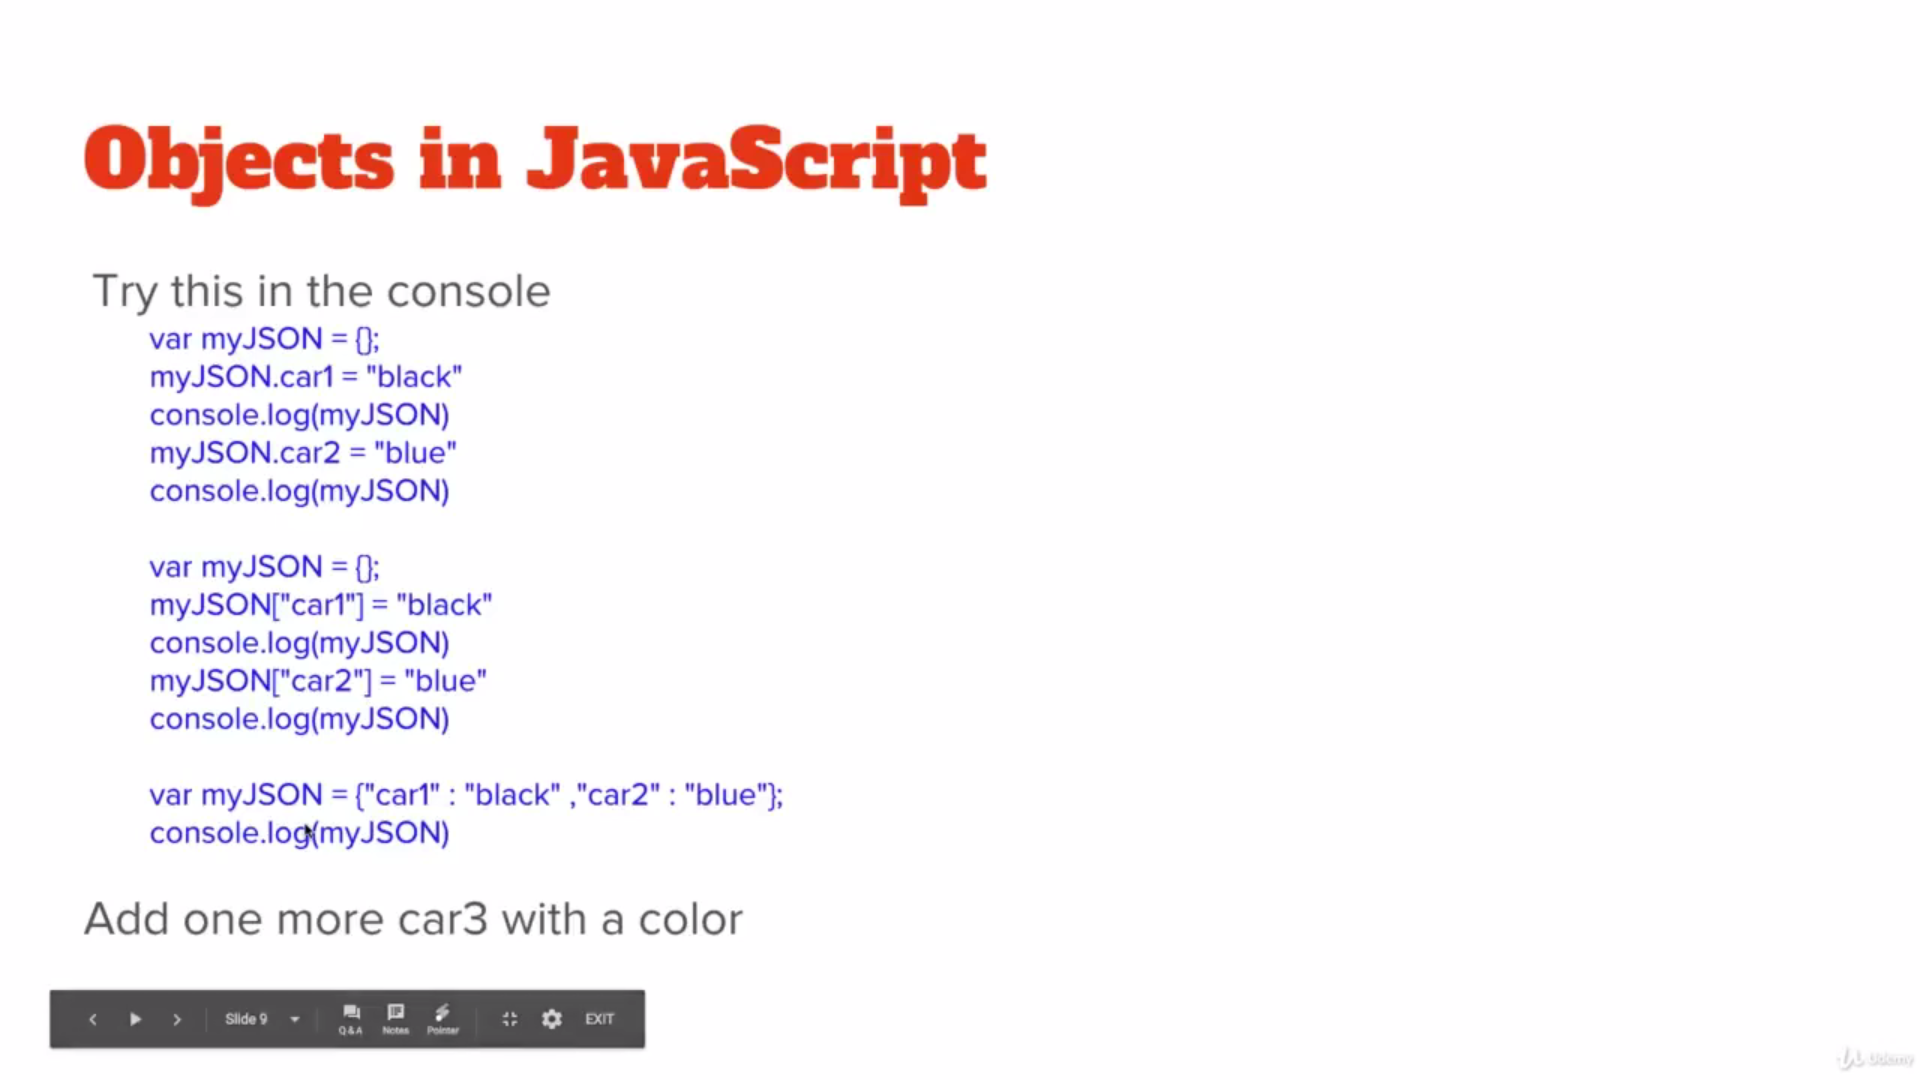 Objects in JavaScript
Try this in the console
var myJSON = {};
myJSON.car1 = "black"
console.log(myJSON)
myJSON.car2 = "blue"
console.log(myJSON)
var myJSON = {};
myJSON["car1"] = "black"
console.log(myJSON)
myJSON["car2"] = "blue"
console.log(myJSON)
var myJSON = {"car1" : "black" ,"car2" : "blue"};
console.log(myJSON)
Add one more car3 with a color
Slide 9
Q&A
Notes
Pointer
EXIT
Udemy